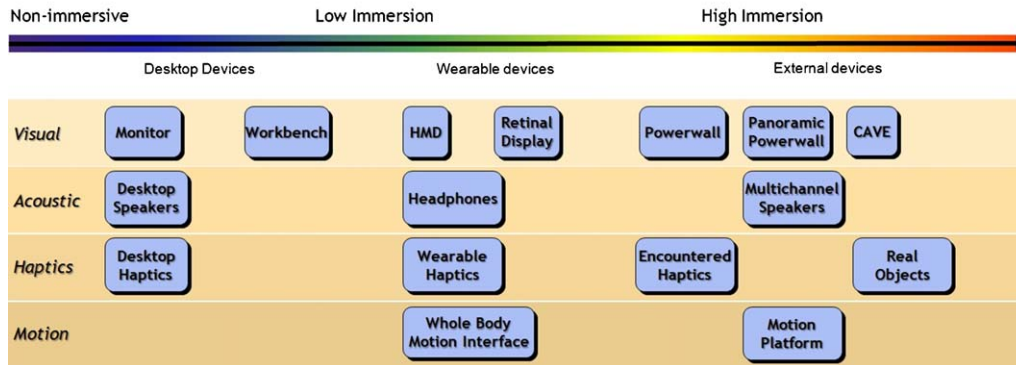 Non-immersive Low Immersion High Immersion
Desktop Devices Wearable devices External devices
Visual
Monitor
Workbench
HMD
Retinal
Display
Powerwall
Panoramic
Powerwall
CAVE
Acoustic
Desktop
Speakers
Headphones
Multichannel
Speakers
Haptics
Desktop
Haptics
Wearable
Haptics
Encountered
Haptics
Real
Objects
Motion
Whole Body
Motion Interface
Motion
Platform